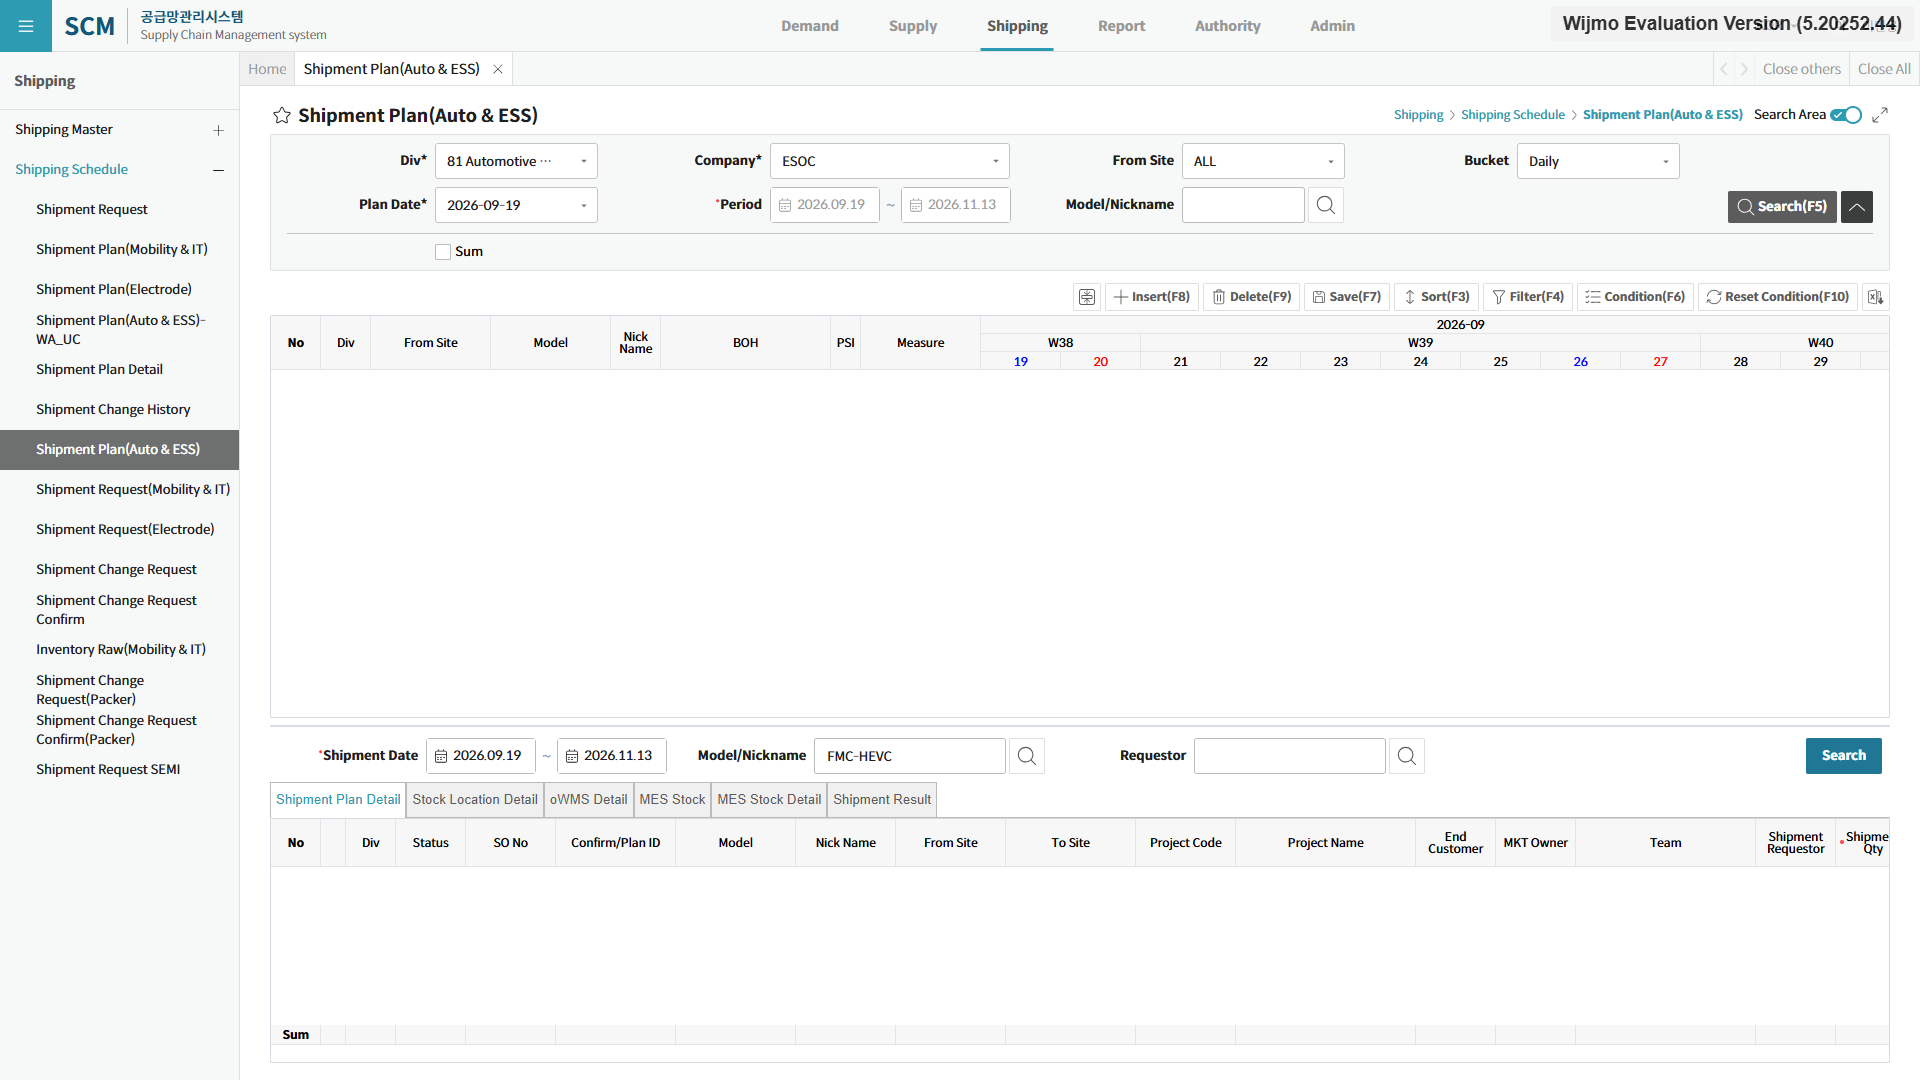 SCM
공급망관리시스템
Supply Chain Management system
Demand
Supply
Shipping
Report
Authority
Admin
Wijmo Evaluation Version (5.20252.44)
Shipping
Home
Shipment Plan(Auto & ESS)
Close others
Close All
Shipping Master
Shipping Schedule
Shipment Request
Shipment Plan(Mobility & IT)
Shipment Plan(Electrode)
Shipment Plan(Auto & ESS)-
WA_UC
Shipment Plan Detail
Shipment Change History
Shipment Plan(Auto & ESS)
Shipment Request(Mobility & IT)
Shipment Request(Electrode)
Shipment Change Request
Shipment Change Request
Confirm
Inventory Raw(Mobility & IT)
Shipment Change
Request(Packer)
Shipment Change Request
Confirm(Packer)
Shipment Request SEMI
Shipment Plan(Auto & ESS)
Shipping > Shipping Schedule > Shipment Plan(Auto & ESS)
Search Area
Div* 81 Automotive ···
Company* ESOC
From Site ALL
Bucket Daily
Plan Date* 2026-09-19
*Period 2026.09.19 ~ 2026.11.13
Model/Nickname
Search(F5)
Sum
Insert(F8)
Delete(F9)
Save(F7)
Sort(F3)
Filter(F4)
Condition(F6)
Reset Condition(F10)
No
Div
From Site
Model
Nick
Name
BOH
PSI
Measure
2026-09
W38
W39
W40
19 20 21 22 23 24 25 26 27 28 29
*Shipment Date 2026.09.19 ~ 2026.11.13
Model/Nickname FMC-HEVC
Requestor
Search
Shipment Plan Detail
Stock Location Detail
oWMS Detail
MES Stock
MES Stock Detail
Shipment Result
No
Div
Status
SO No
Confirm/Plan ID
Model
Nick Name
From Site
To Site
Project Code
Project Name
End
Customer
MKT Owner
Team
Shipment
Requestor
Shipme
Qty
Sum